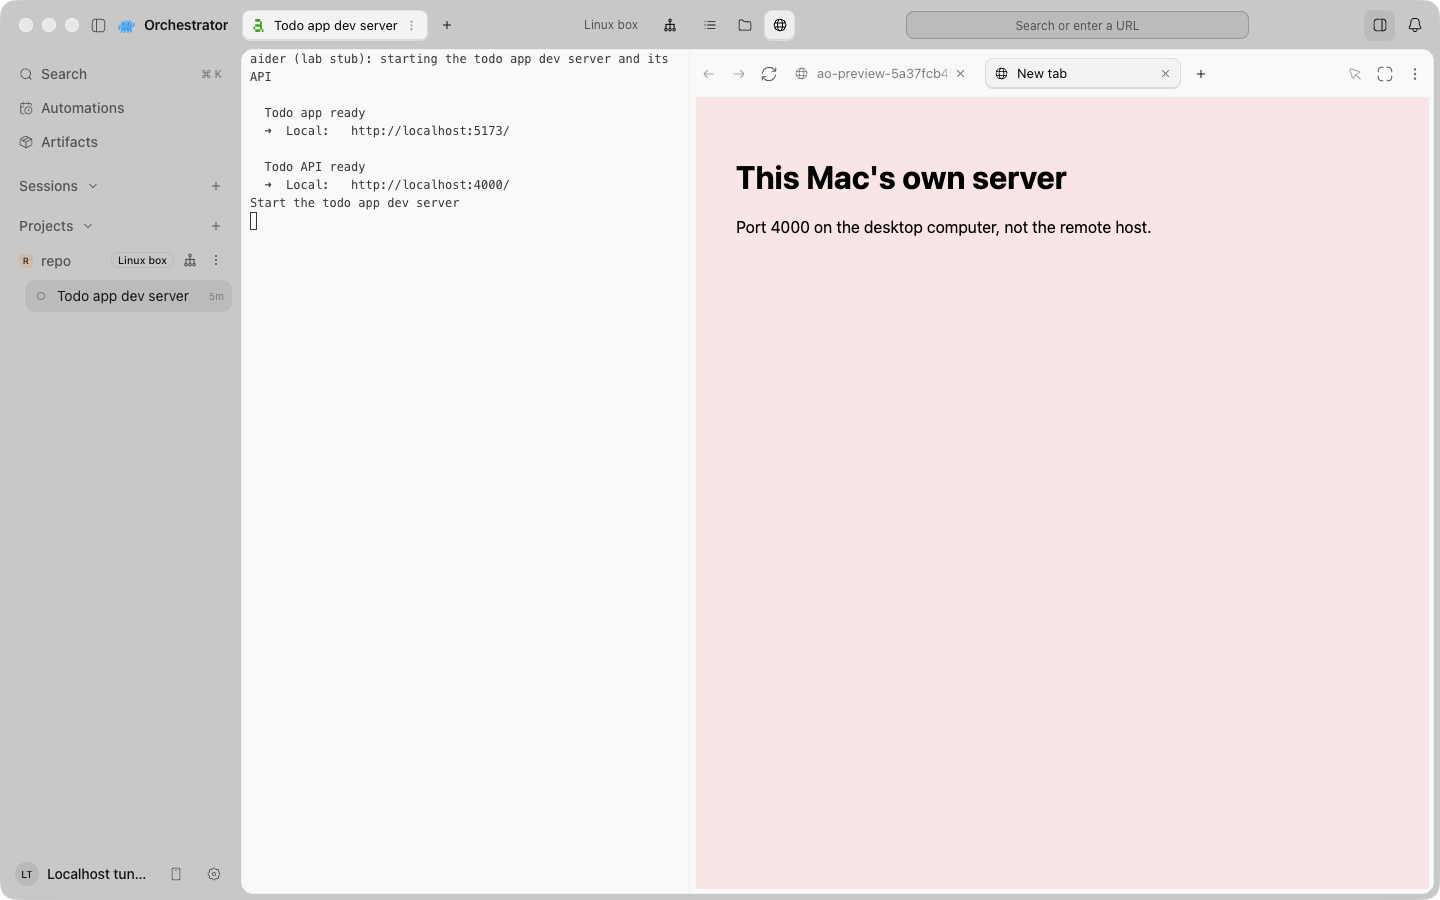 Orchestrator
Todo app dev server
Linux box
Search or enter a URL
Search ⌘ K
Automations
Artifacts
Sessions
Projects
R repo Linux box
Todo app dev server 5m
LT Localhost tun...
aider (lab stub): starting the todo app dev server and its
API
Todo app ready
➜ Local: http://localhost:5173/
Todo API ready
➜ Local: http://localhost:4000/
Start the todo app dev server
ao-preview-5a37fcb4
New tab
This Mac's own server
Port 4000 on the desktop computer, not the remote host.